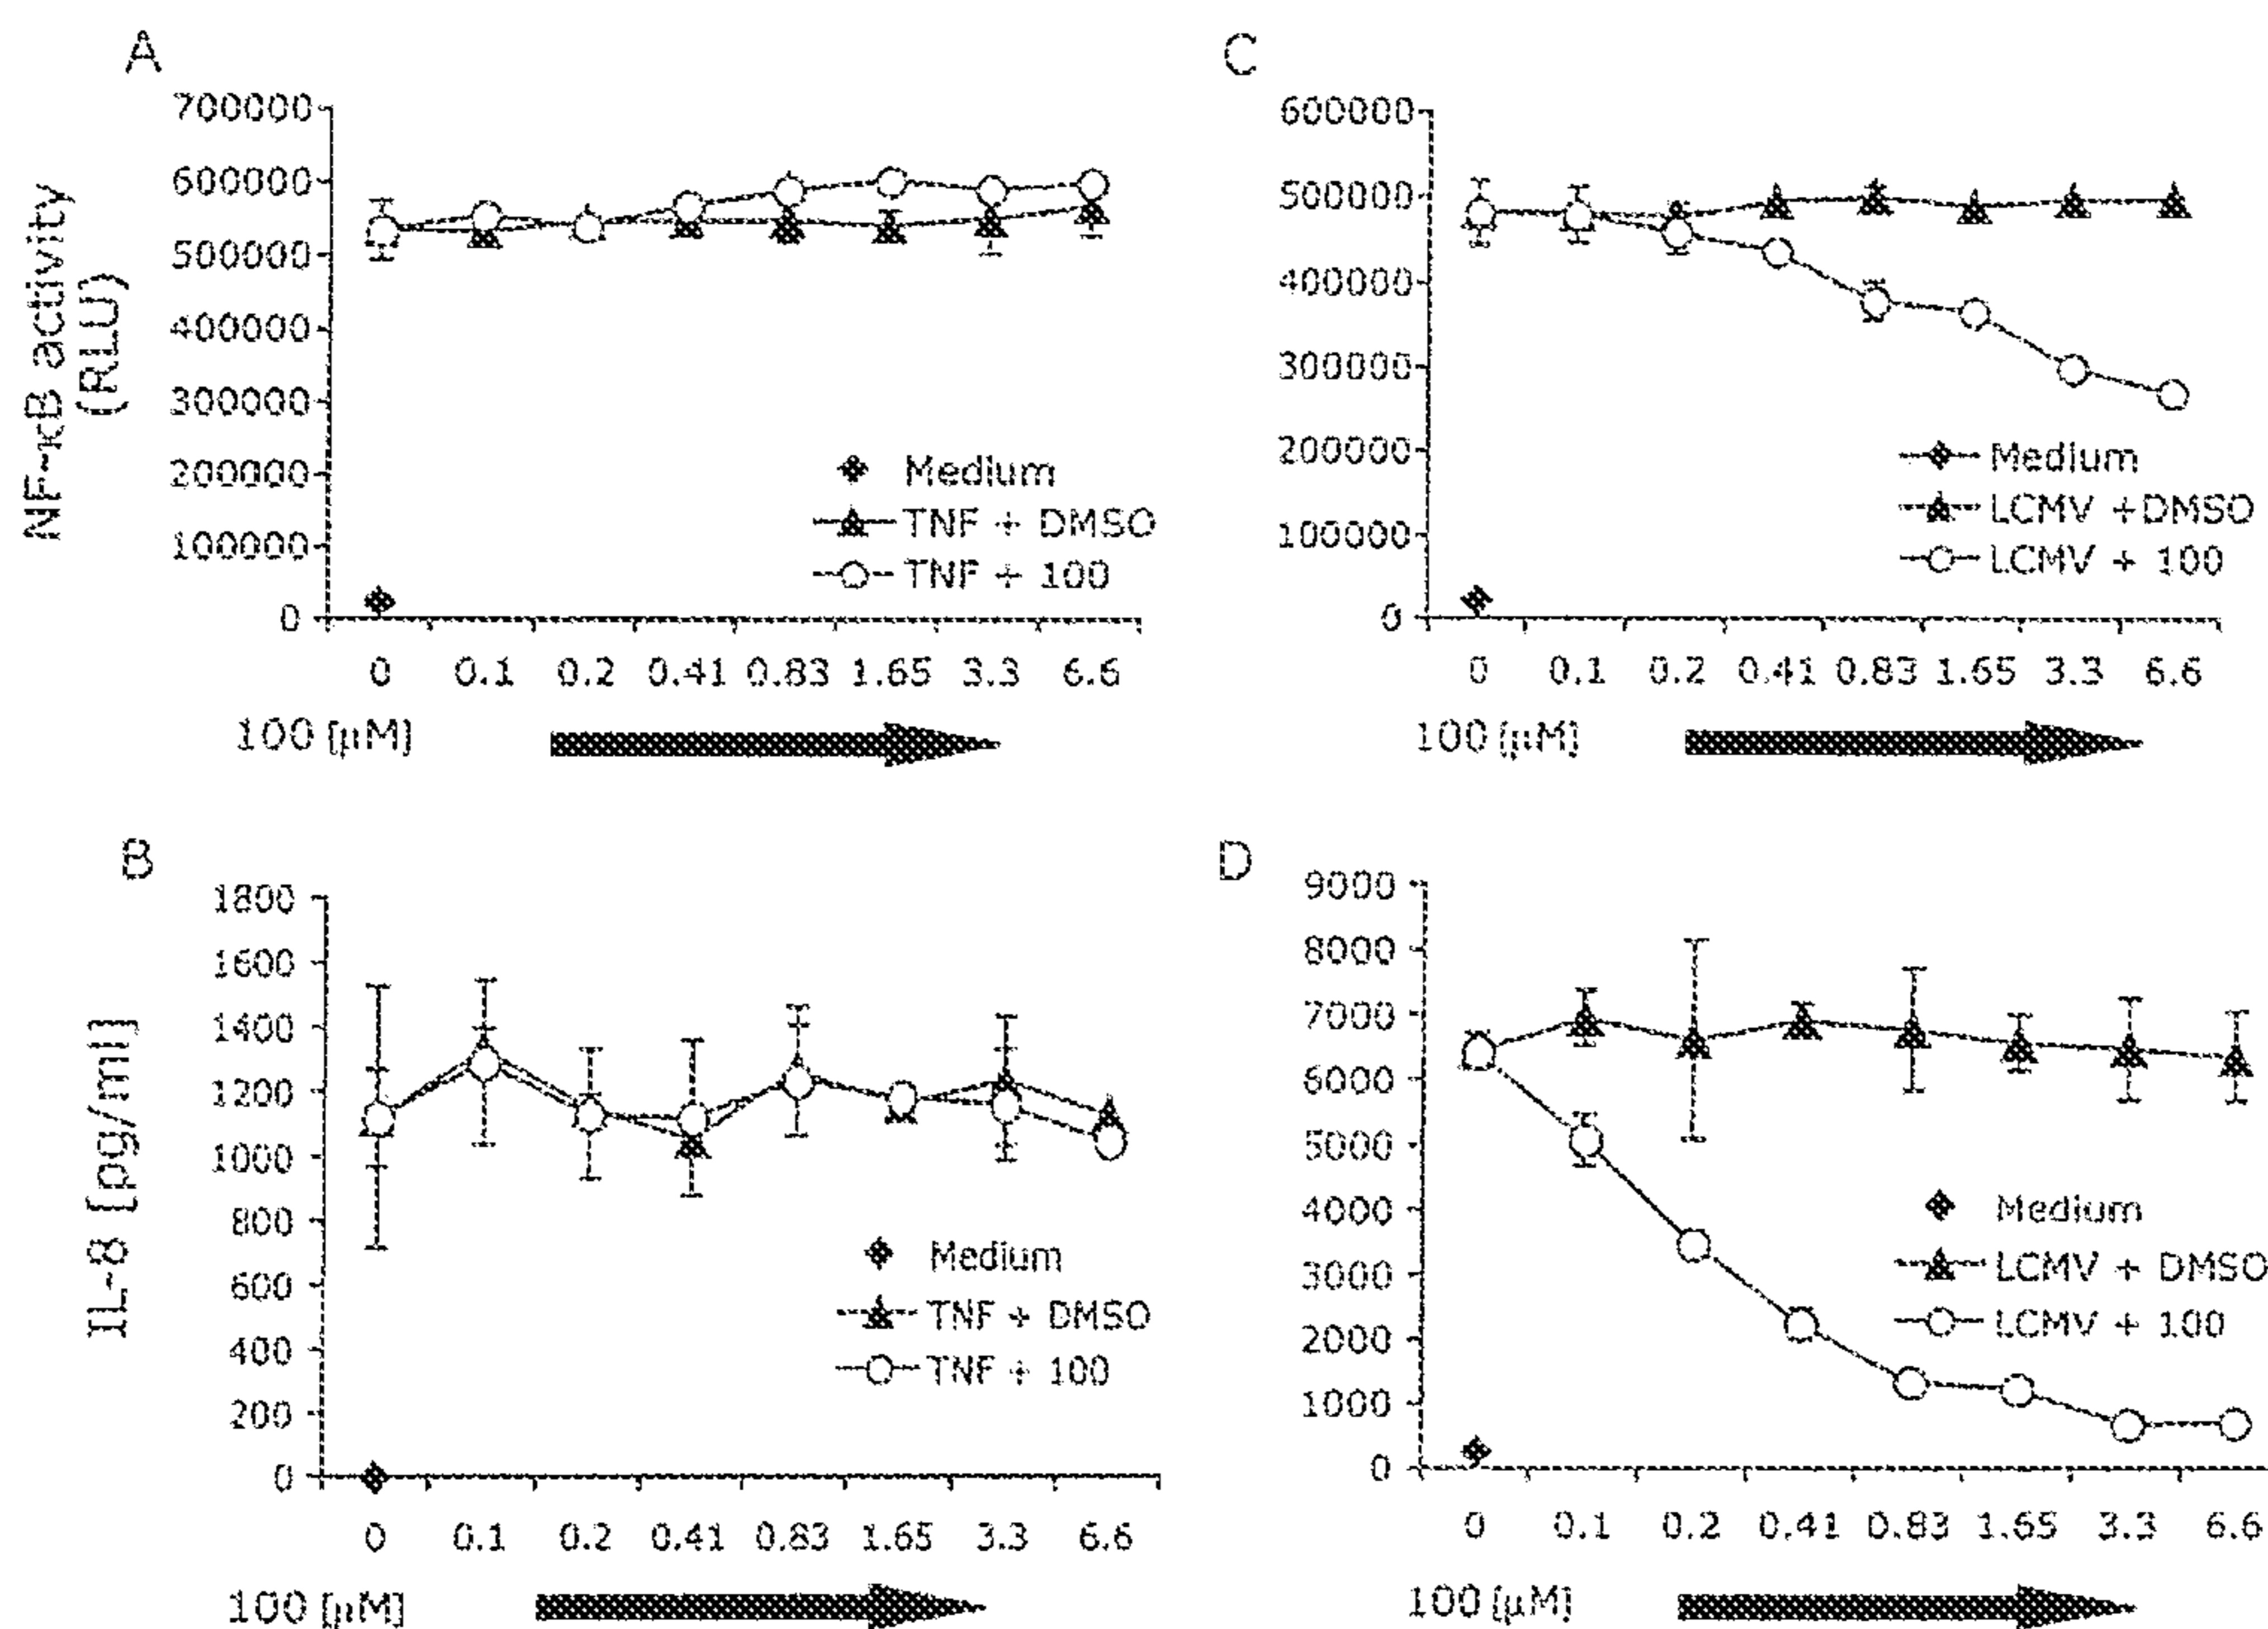 A
NF-κB activity
(RLU)
700000
600000
500000
400000
300000
200000
100000
0
Medium
TNF + DMSO
TNF + 100
0 0.1 0.2 0.41 0.83 1.65 3.3 6.6
100 [μM]
C
600000
500000
400000
300000
200000
100000
0
Medium
LCMV +DMSO
LCMV + 100
0 0.1 0.2 0.41 0.83 1.65 3.3 6.6
100 [μM]
B
IL-8 [pg/ml]
1800
1600
1400
1200
1000
800
600
400
200
0
Medium
TNF + DMSO
TNF + 100
0 0.1 0.2 0.41 0.83 1.65 3.3 6.6
100 [μM]
D
9000
8000
7000
6000
5000
4000
3000
2000
1000
0
Medium
LCMV + DMSO
LCMV + 100
0 0.1 0.2 0.41 0.83 1.65 3.3 6.6
100 [μM]